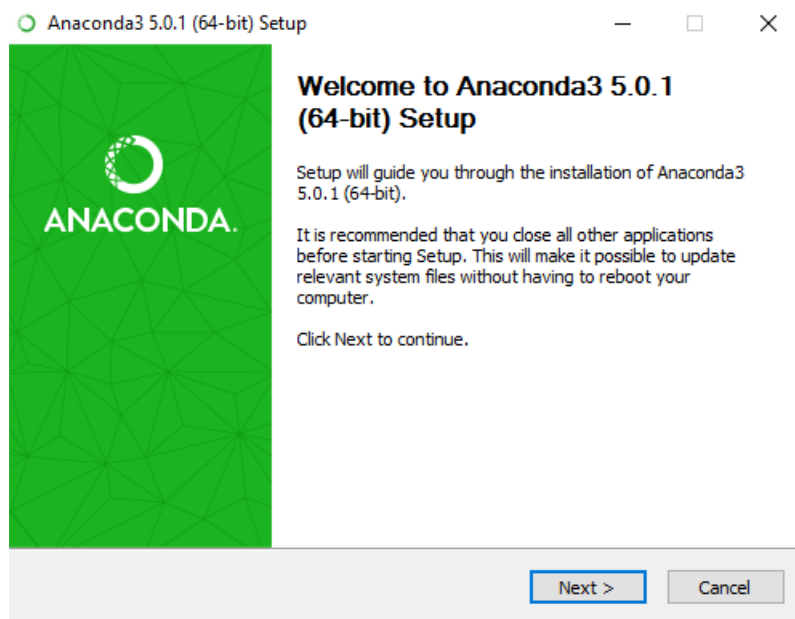 Anaconda3 5.0.1 (64-bit) Setup
ANACONDA.
Welcome to Anaconda3 5.0.1
(64-bit) Setup
Setup will guide you through the installation of Anaconda3
5.0.1 (64-bit).
It is recommended that you close all other applications
before starting Setup. This will make it possible to update
relevant system files without having to reboot your
computer.
Click Next to continue.
Next >
Cancel